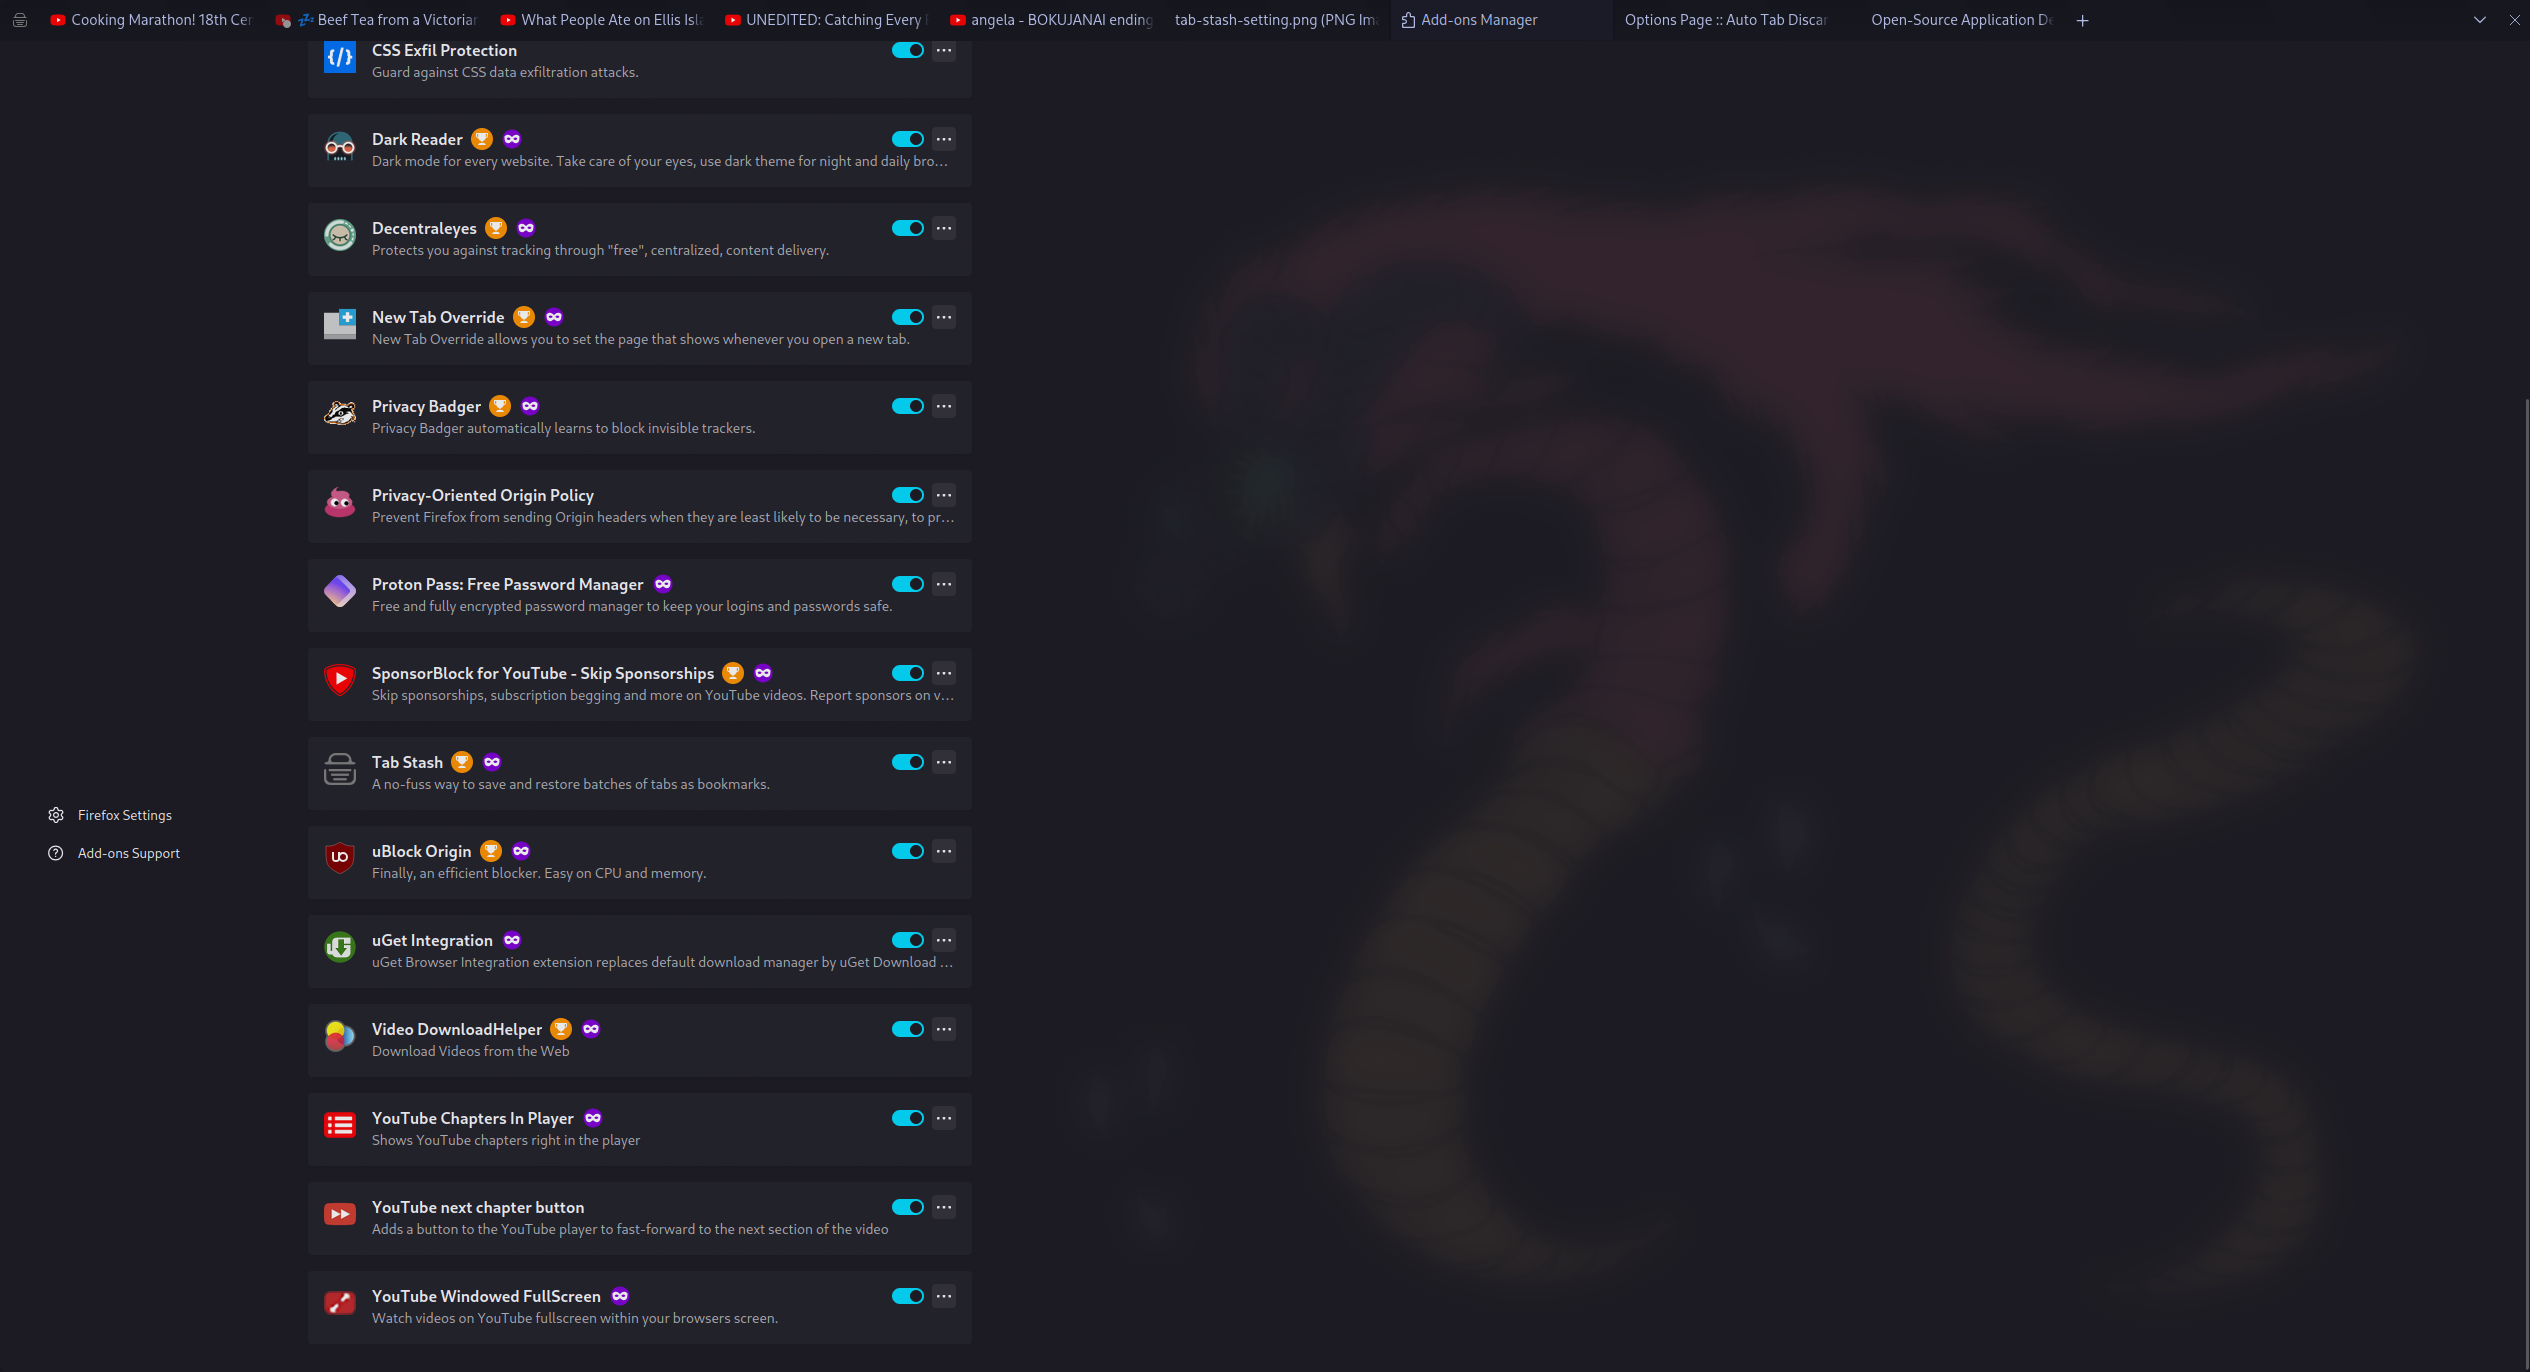 Cooking Marathon! 18th Cer
💤 Beef Tea from a Victorian
What People Ate on Ellis Isla
UNEDITED: Catching Every
angela - BOKUJANAI ending
tab-stash-setting.png (PNG Ima
Add-ons Manager
Options Page :: Auto Tab Discar
Open-Source Application De
CSS Exfil Protection
Guard against CSS data exfiltration attacks.
Dark Reader
Dark mode for every website. Take care of your eyes, use dark theme for night and daily bro…
Decentraleyes
Protects you against tracking through "free", centralized, content delivery.
New Tab Override
New Tab Override allows you to set the page that shows whenever you open a new tab.
Privacy Badger
Privacy Badger automatically learns to block invisible trackers.
Privacy-Oriented Origin Policy
Prevent Firefox from sending Origin headers when they are least likely to be necessary, to pr…
Proton Pass: Free Password Manager
Free and fully encrypted password manager to keep your logins and passwords safe.
SponsorBlock for YouTube - Skip Sponsorships
Skip sponsorships, subscription begging and more on YouTube videos. Report sponsors on v…
Tab Stash
A no-fuss way to save and restore batches of tabs as bookmarks.
Firefox Settings
Add-ons Support
uBlock Origin
uO
Finally, an efficient blocker. Easy on CPU and memory.
uGet Integration
uGet Browser Integration extension replaces default download manager by uGet Download …
Video DownloadHelper
Download Videos from the Web
YouTube Chapters In Player
Shows YouTube chapters right in the player
YouTube next chapter button
Adds a button to the YouTube player to fast-forward to the next section of the video
YouTube Windowed FullScreen
Watch videos on YouTube fullscreen within your browsers screen.